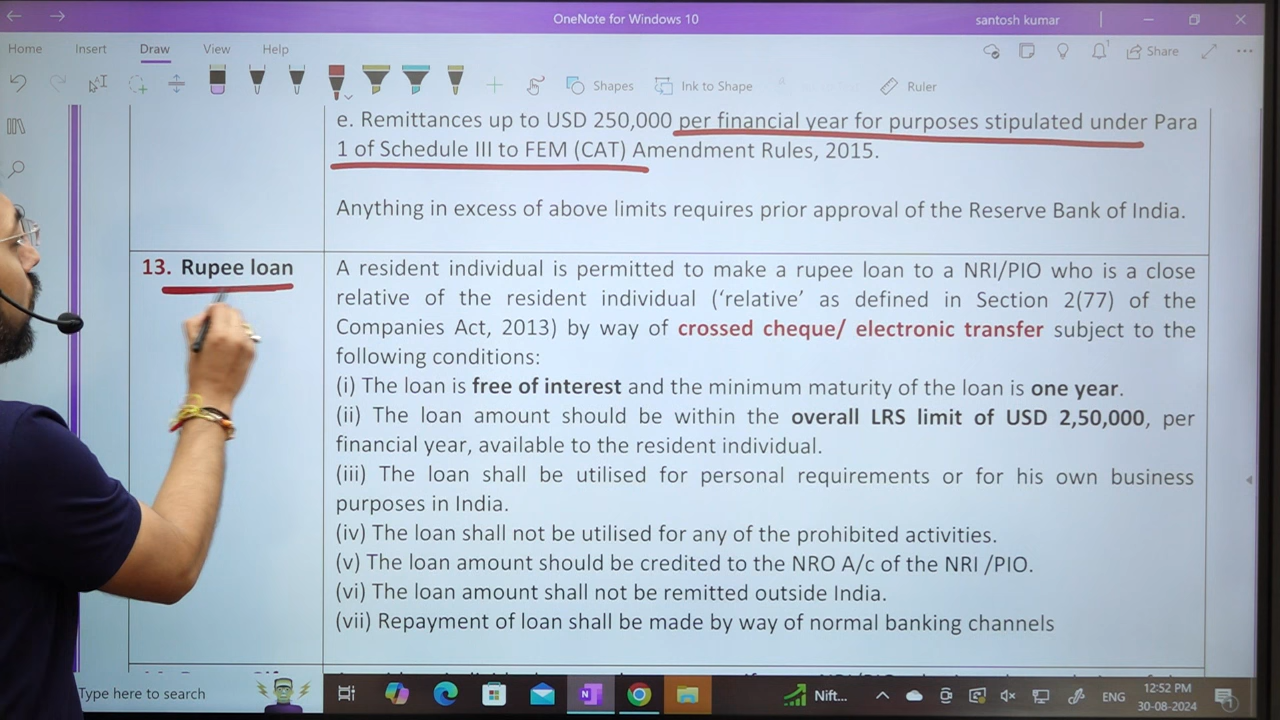 OneNote for Windows 10
santosh kumar
Home Insert Draw View Help
Share
Shapes Ink to Shape Ruler
e. Remittances up to USD 250,000 per financial year for purposes stipulated under Para
1 of Schedule III to FEM (CAT) Amendment Rules, 2015.
Anything in excess of above limits requires prior approval of the Reserve Bank of India.
13. Rupee loan
A resident individual is permitted to make a rupee loan to a NRI/PIO who is a close
relative of the resident individual (‘relative’ as defined in Section 2(77) of the
Companies Act, 2013) by way of crossed cheque/ electronic transfer subject to the
following conditions:
(i) The loan is free of interest and the minimum maturity of the loan is one year.
(ii) The loan amount should be within the overall LRS limit of USD 2,50,000, per
financial year, available to the resident individual.
(iii) The loan shall be utilised for personal requirements or for his own business
purposes in India.
(iv) The loan shall not be utilised for any of the prohibited activities.
(v) The loan amount should be credited to the NRO A/c of the NRI /PIO.
(vi) The loan amount shall not be remitted outside India.
(vii) Repayment of loan shall be made by way of normal banking channels
Type here to search
Nift...
ENG
12:52 PM
30-08-2024